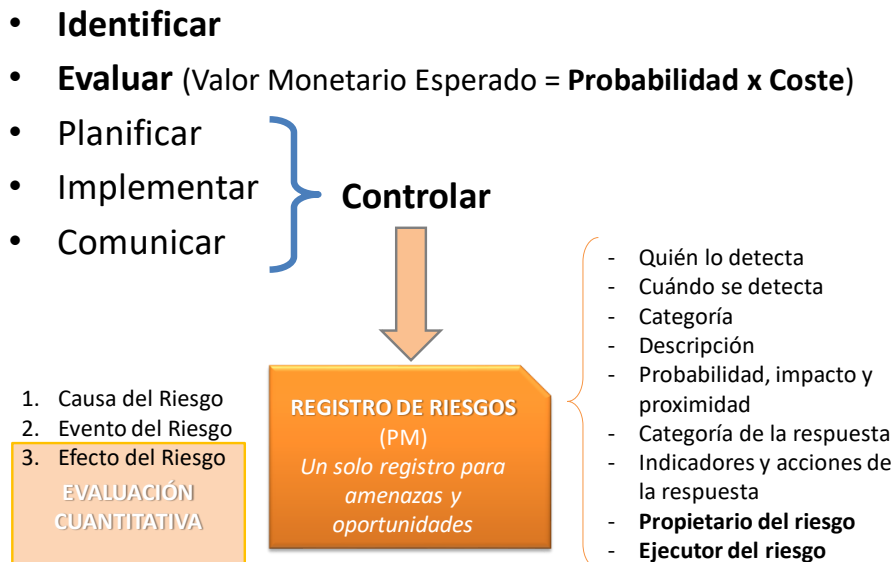 • Identificar
• Evaluar (Valor Monetario Esperado = Probabilidad x Coste)
• Planificar
• Implementar
• Comunicar
Controlar
1. Causa del Riesgo
2. Evento del Riesgo
3. Efecto del Riesgo
EVALUACIÓN
CUANTITATIVA
REGISTRO DE RIESGOS
(PM)
Un solo registro para
amenazas y
oportunidades
- Quién lo detecta
- Cuándo se detecta
- Categoría
- Descripción
- Probabilidad, impacto y
proximidad
- Categoría de la respuesta
- Indicadores y acciones de
la respuesta
- Propietario del riesgo
- Ejecutor del riesgo